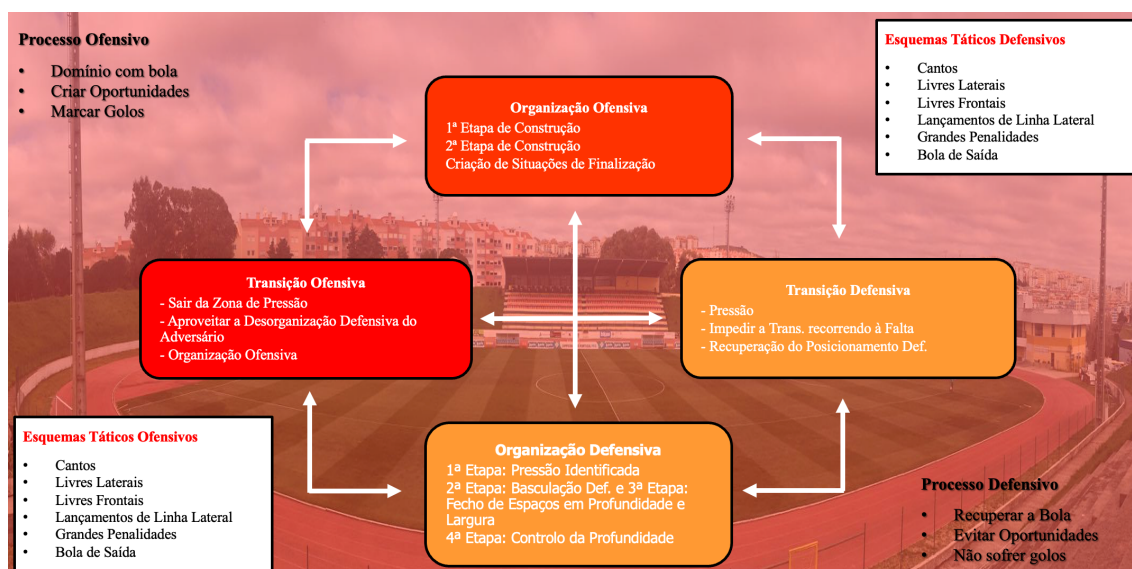 Processo Ofensivo
• Domínio com bola
• Criar Oportunidades
• Marcar Golos
Esquemas Táticos Defensivos
• Cantos
• Livres Laterais
• Livres Frontais
• Lançamentos de Linha Lateral
• Grandes Penalidades
• Bola de Saída
Organização Ofensiva
1ª Etapa de Construção
2ª Etapa de Construção
Criação de Situações de Finalização
Transição Ofensiva
- Sair da Zona de Pressão
- Aproveitar a Desorganização Defensiva do
Adversário
- Organização Ofensiva
Transição Defensiva
- Pressão
- Impedir a Trans. recorrendo à Falta
- Recuperação do Posicionamento Def.
Esquemas Táticos Ofensivos
• Cantos
• Livres Laterais
• Livres Frontais
• Lançamentos de Linha Lateral
• Grandes Penalidades
• Bola de Saída
Organização Defensiva
1ª Etapa: Pressão Identificada
2ª Etapa: Basculação Def. e 3ª Etapa:
Fecho de Espaços em Profundidade e
Largura
4ª Etapa: Controlo da Profundidade
Processo Defensivo
• Recuperar a Bola
• Evitar Oportunidades
• Não sofrer golos